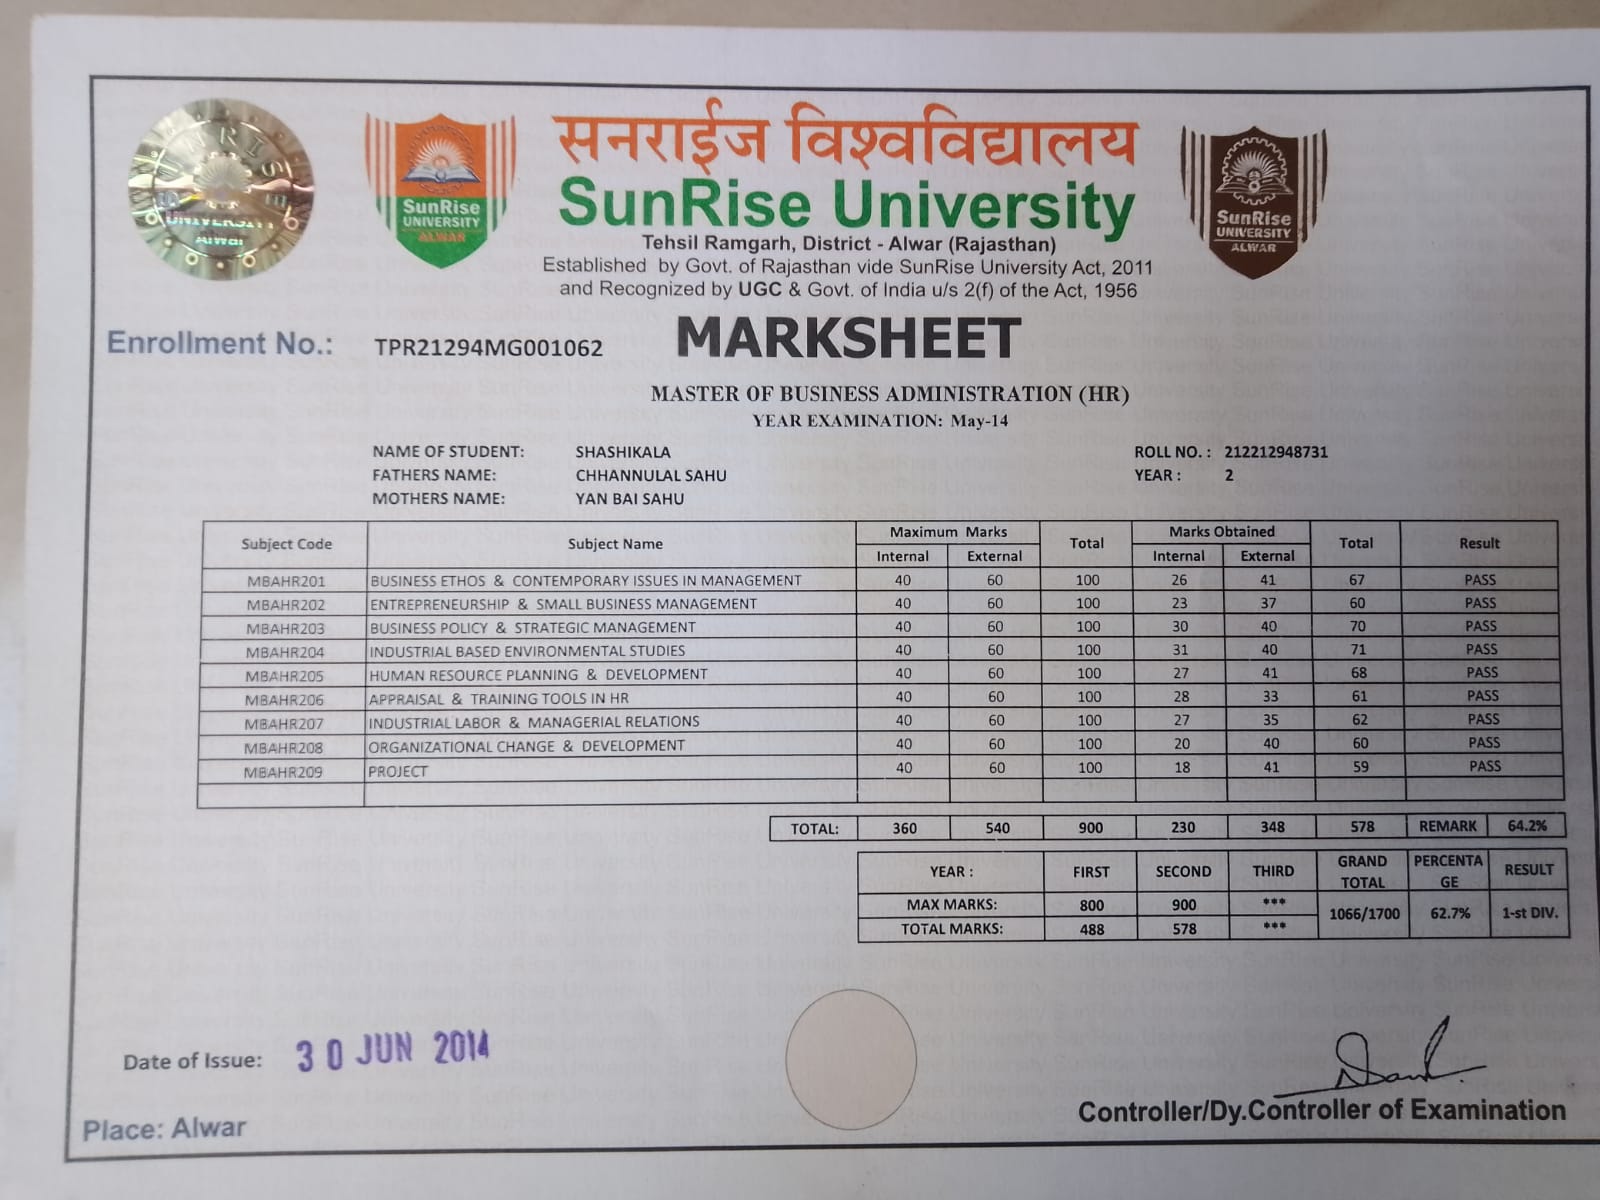 SUNRISE
UNIVERSITY
Alwar
SunRise
UNIVERSITY
ALWAR
सनराईज विश्वविद्यालय
SunRise University
Tehsil Ramgarh, District - Alwar (Rajasthan)
Established by Govt. of Rajasthan vide SunRise University Act, 2011
and Recognized by UGC & Govt. of India u/s 2(f) of the Act, 1956
SunRise
UNIVERSITY
ALWAR
Enrollment No.: TPR21294MG001062
MARKSHEET
MASTER OF BUSINESS ADMINISTRATION (HR)
YEAR EXAMINATION: May-14
NAME OF STUDENT: SHASHIKALA ROLL NO. : 212212948731
FATHERS NAME: CHHANNULAL SAHU YEAR : 2
MOTHERS NAME: YAN BAI SAHU
Subject Code Subject Name Maximum Marks Total Marks Obtained Total Result
Internal External Internal External
MBAHR201 BUSINESS ETHOS & CONTEMPORARY ISSUES IN MANAGEMENT 40 60 100 26 41 67 PASS
MBAHR202 ENTREPRENEURSHIP & SMALL BUSINESS MANAGEMENT 40 60 100 23 37 60 PASS
MBAHR203 BUSINESS POLICY & STRATEGIC MANAGEMENT 40 60 100 30 40 70 PASS
MBAHR204 INDUSTRIAL BASED ENVIRONMENTAL STUDIES 40 60 100 31 40 71 PASS
MBAHR205 HUMAN RESOURCE PLANNING & DEVELOPMENT 40 60 100 27 41 68 PASS
MBAHR206 APPRAISAL & TRAINING TOOLS IN HR 40 60 100 28 33 61 PASS
MBAHR207 INDUSTRIAL LABOR & MANAGERIAL RELATIONS 40 60 100 27 35 62 PASS
MBAHR208 ORGANIZATIONAL CHANGE & DEVELOPMENT 40 60 100 20 40 60 PASS
MBAHR209 PROJECT 40 60 100 18 41 59 PASS
TOTAL: 360 540 900 230 348 578 REMARK 64.2%
YEAR : FIRST SECOND THIRD GRAND TOTAL PERCENTA GE RESULT
MAX MARKS: 800 900 *** 1066/1700 62.7% 1-st DIV.
TOTAL MARKS: 488 578 ***
Date of Issue: 30 JUN 2014
Controller/Dy.Controller of Examination
Place: Alwar